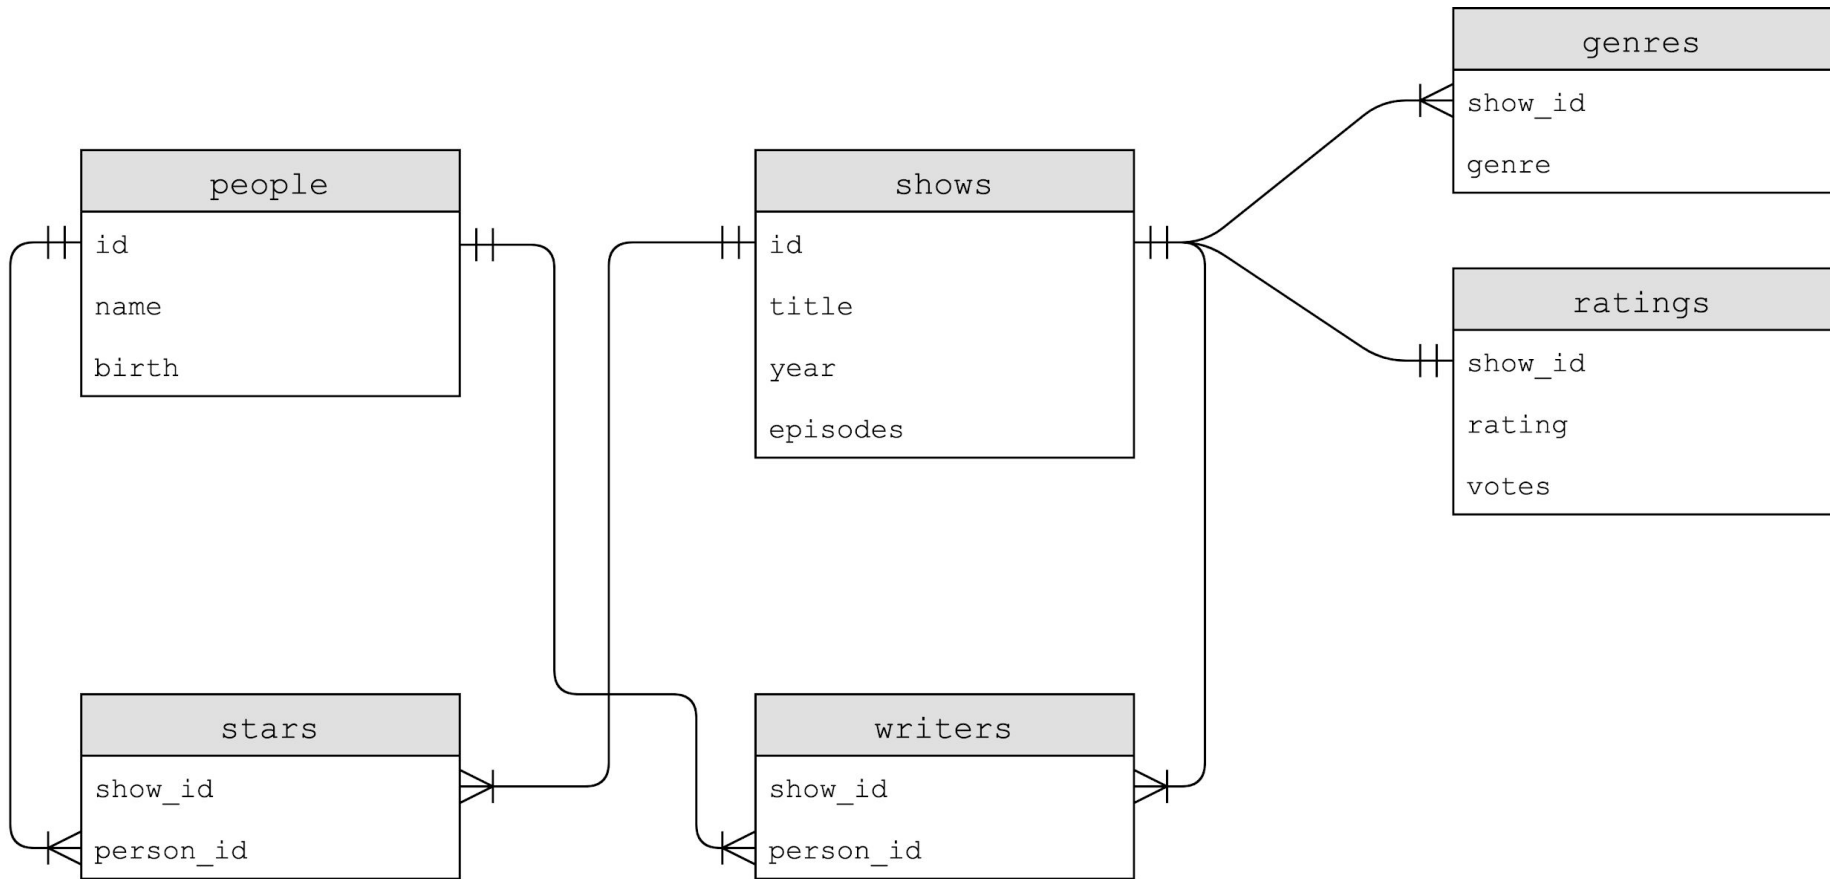 people
id
name
birth
shows
id
title
year
episodes
genres
show_id
genre
ratings
show_id
rating
votes
stars
show_id
person_id
writers
show_id
person_id